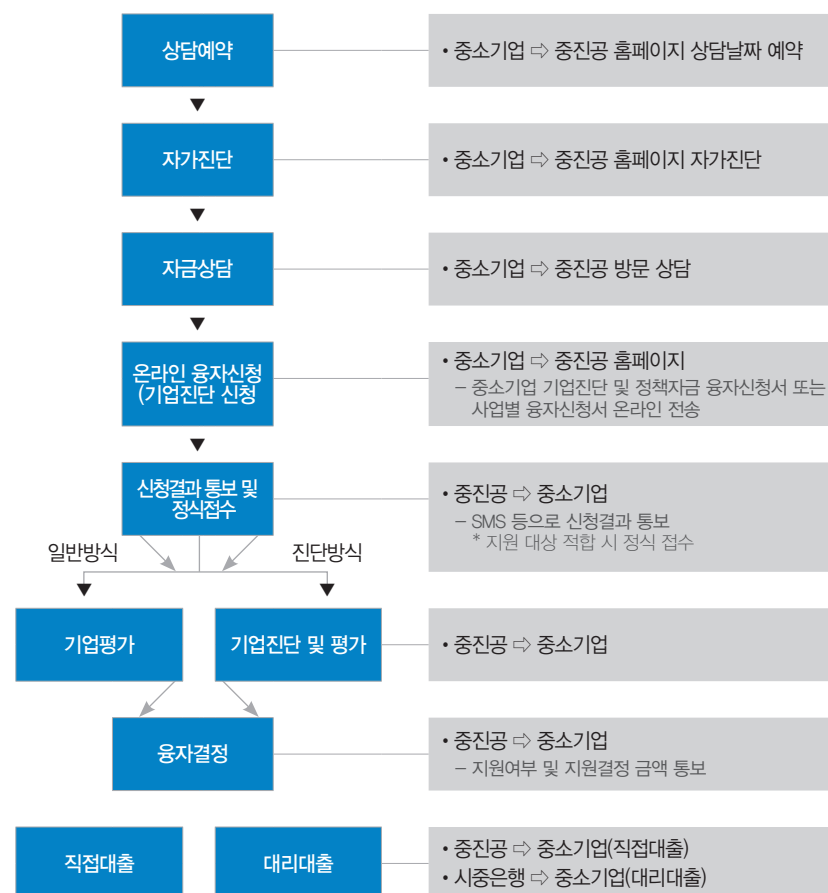 상담예약
• 중소기업 ⇨ 중진공 홈페이지 상담날짜 예약
자가진단
• 중소기업 ⇨ 중진공 홈페이지 자가진단
자금상담
• 중소기업 ⇨ 중진공 방문 상담
온라인 융자신청
(기업진단 신청
• 중소기업 ⇨ 중진공 홈페이지
– 중소기업 기업진단 및 정책자금 융자신청서 또는
사업별 융자신청서 온라인 전송
신청결과 통보 및
정식접수
• 중진공 ⇨ 중소기업
– SMS 등으로 신청결과 통보
* 지원 대상 적합 시 정식 접수
일반방식
진단방식
기업평가
기업진단 및 평가
• 중진공 ⇨ 중소기업
융자결정
• 중진공 ⇨ 중소기업
– 지원여부 및 지원결정 금액 통보
직접대출
대리대출
• 중진공 ⇨ 중소기업(직접대출)
• 시중은행 ⇨ 중소기업(대리대출)